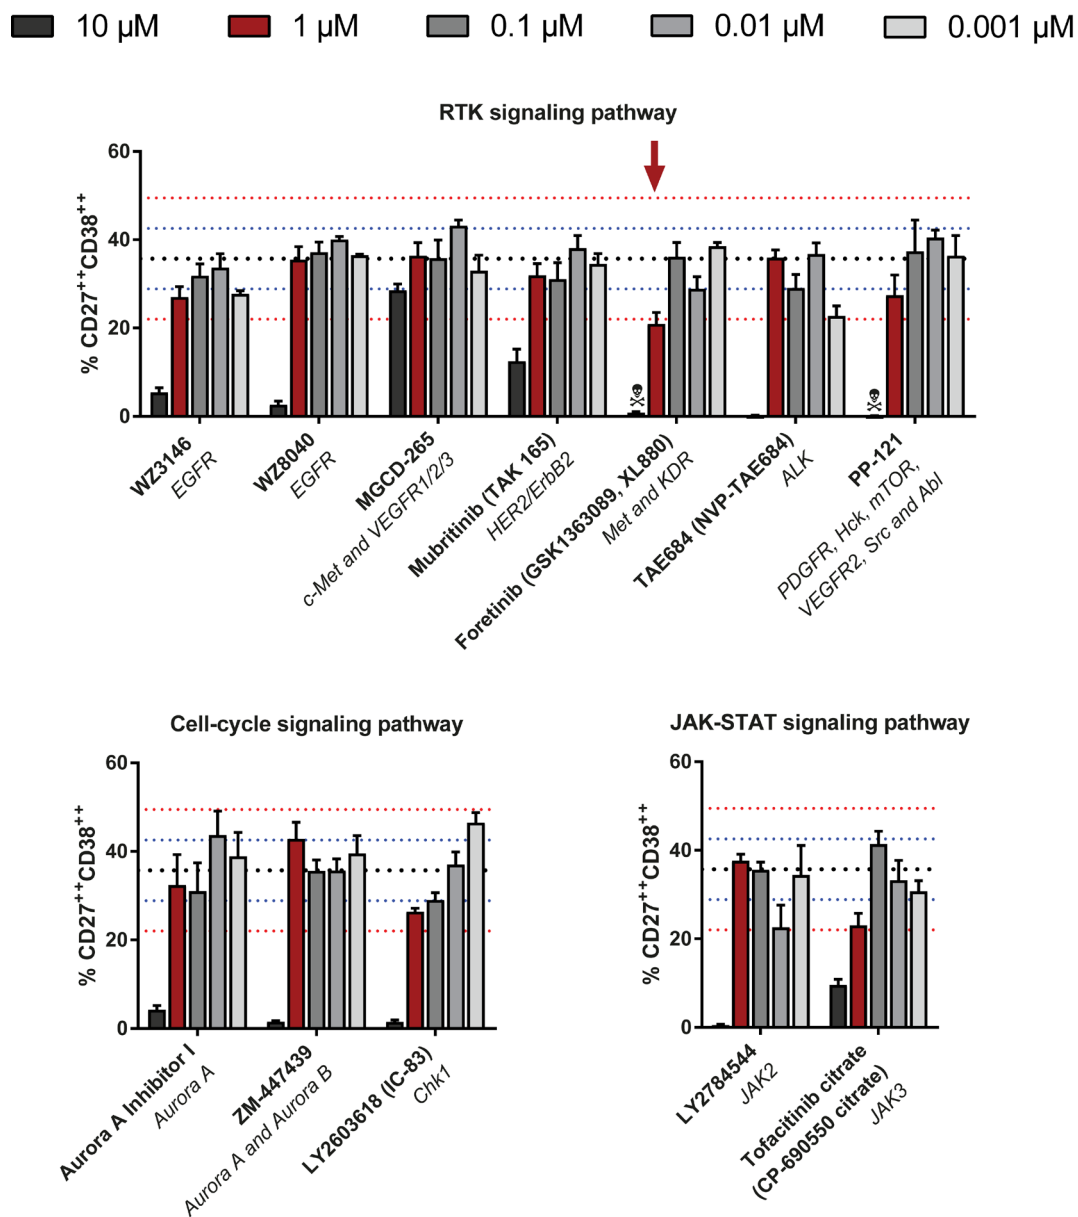 10 µM 1 µM 0.1 µM 0.01 µM 0.001 µM
RTK signaling pathway
% CD27++CD38++
60
40
20
0
WZ3146
EGFR
WZ8040
EGFR
MGCD-265
c-Met and VEGFR1/2/3
Mubritinib (TAK 165)
HER2/ErbB2
Foretinib (GSK1363089, XL880)
Met and KDR
TAE684 (NVP-TAE684)
ALK
PP-121
PDGFR, Hck, mTOR,
VEGFR2, Src and Abl
Cell-cycle signaling pathway
% CD27++CD38++
60
40
20
0
Aurora A Inhibitor I
Aurora A
ZM-447439
Aurora A and Aurora B
LY2603618 (IC-83)
Chk1
JAK-STAT signaling pathway
% CD27++CD38++
60
40
20
0
LY2784544
JAK2
Tofacitinib citrate
(CP-690550 citrate)
JAK3